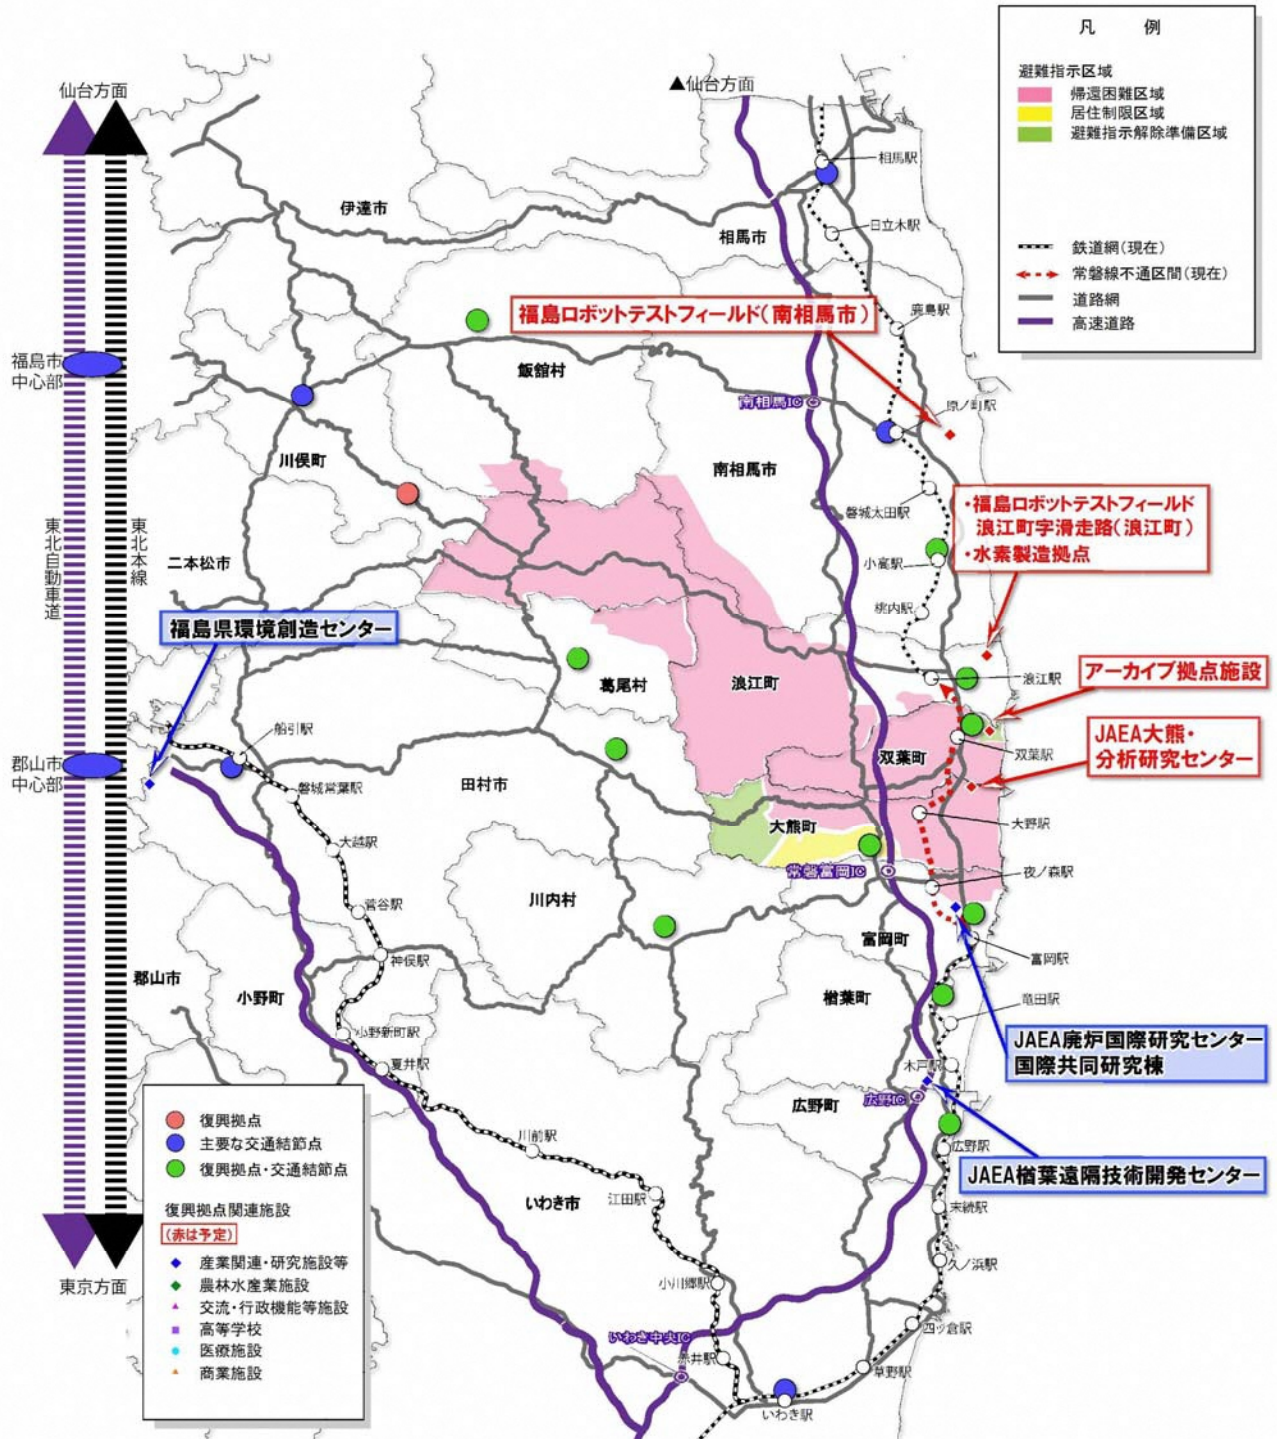 凡 例
避難指示区域
帰還困難区域
居住制限区域
避難指示解除準備区域
鉄道網(現在)
常磐線不通区間(現在)
道路網
高速道路
仙台方面
▲仙台方面
相馬駅
伊達市
相馬市
日立木駅
福島ロボットテストフィールド(南相馬市)
鹿島駅
福島市
中心部
飯舘村
南相馬IC
原ノ町駅
川俣町
南相馬市
・福島ロボットテストフィールド
浪江町字滑走路(浪江町)
・水素製造拠点
磐城太田駅
東北自動車道
東北本線
二本松市
小高駅
桃内駅
福島県環境創造センター
葛尾村
浪江町
浪江駅
アーカイブ拠点施設
船引駅
JAEA大熊・
分析研究センター
双葉町
双葉駅
郡山市
中心部
磐城常葉駅
田村市
大熊町
大野駅
大越駅
常磐富岡IC
夜ノ森駅
菅谷駅
川内村
富岡町
神俣駅
富岡駅
郡山市
小野町
楢葉町
竜田駅
小野新町駅
JAEA廃炉国際研究センター
国際共同研究棟
夏井駅
木戸駅
広野町
広野IC
復興拠点
主要な交通結節点
復興拠点・交通結節点
川前駅
広野駅
JAEA楢葉遠隔技術開発センター
江田駅
いわき市
末続駅
復興拠点関連施設
(赤は予定)
産業関連・研究施設等
農林水産業施設
交流・行政機能等施設
高等学校
医療施設
商業施設
東京方面
久ノ浜駅
小川郷駅
四ッ倉駅
いわき中央IC
赤井駅
草野駅
いわき駅